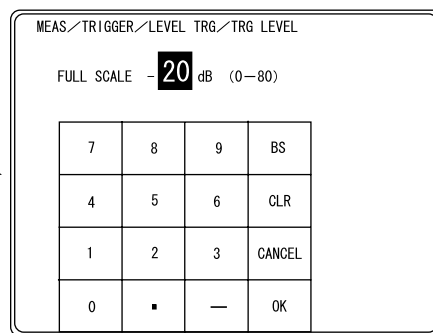 MEAS／TRIGGER／LEVEL TRG／TRG LEVEL
FULL SCALE －20 dB （0－80）
7 8 9 BS
4 5 6 CLR
1 2 3 CANCEL
0 ▪ － OK